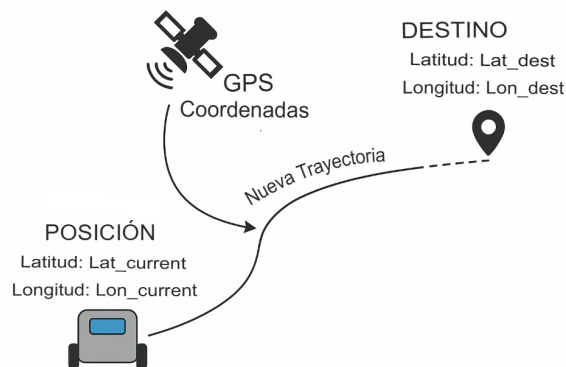 GPS
Coordenadas
DESTINO
Latitud: Lat_dest
Longitud: Lon_dest
Nueva Trayectoria
POSICIÓN
Latitud: Lat_current
Longitud: Lon_current